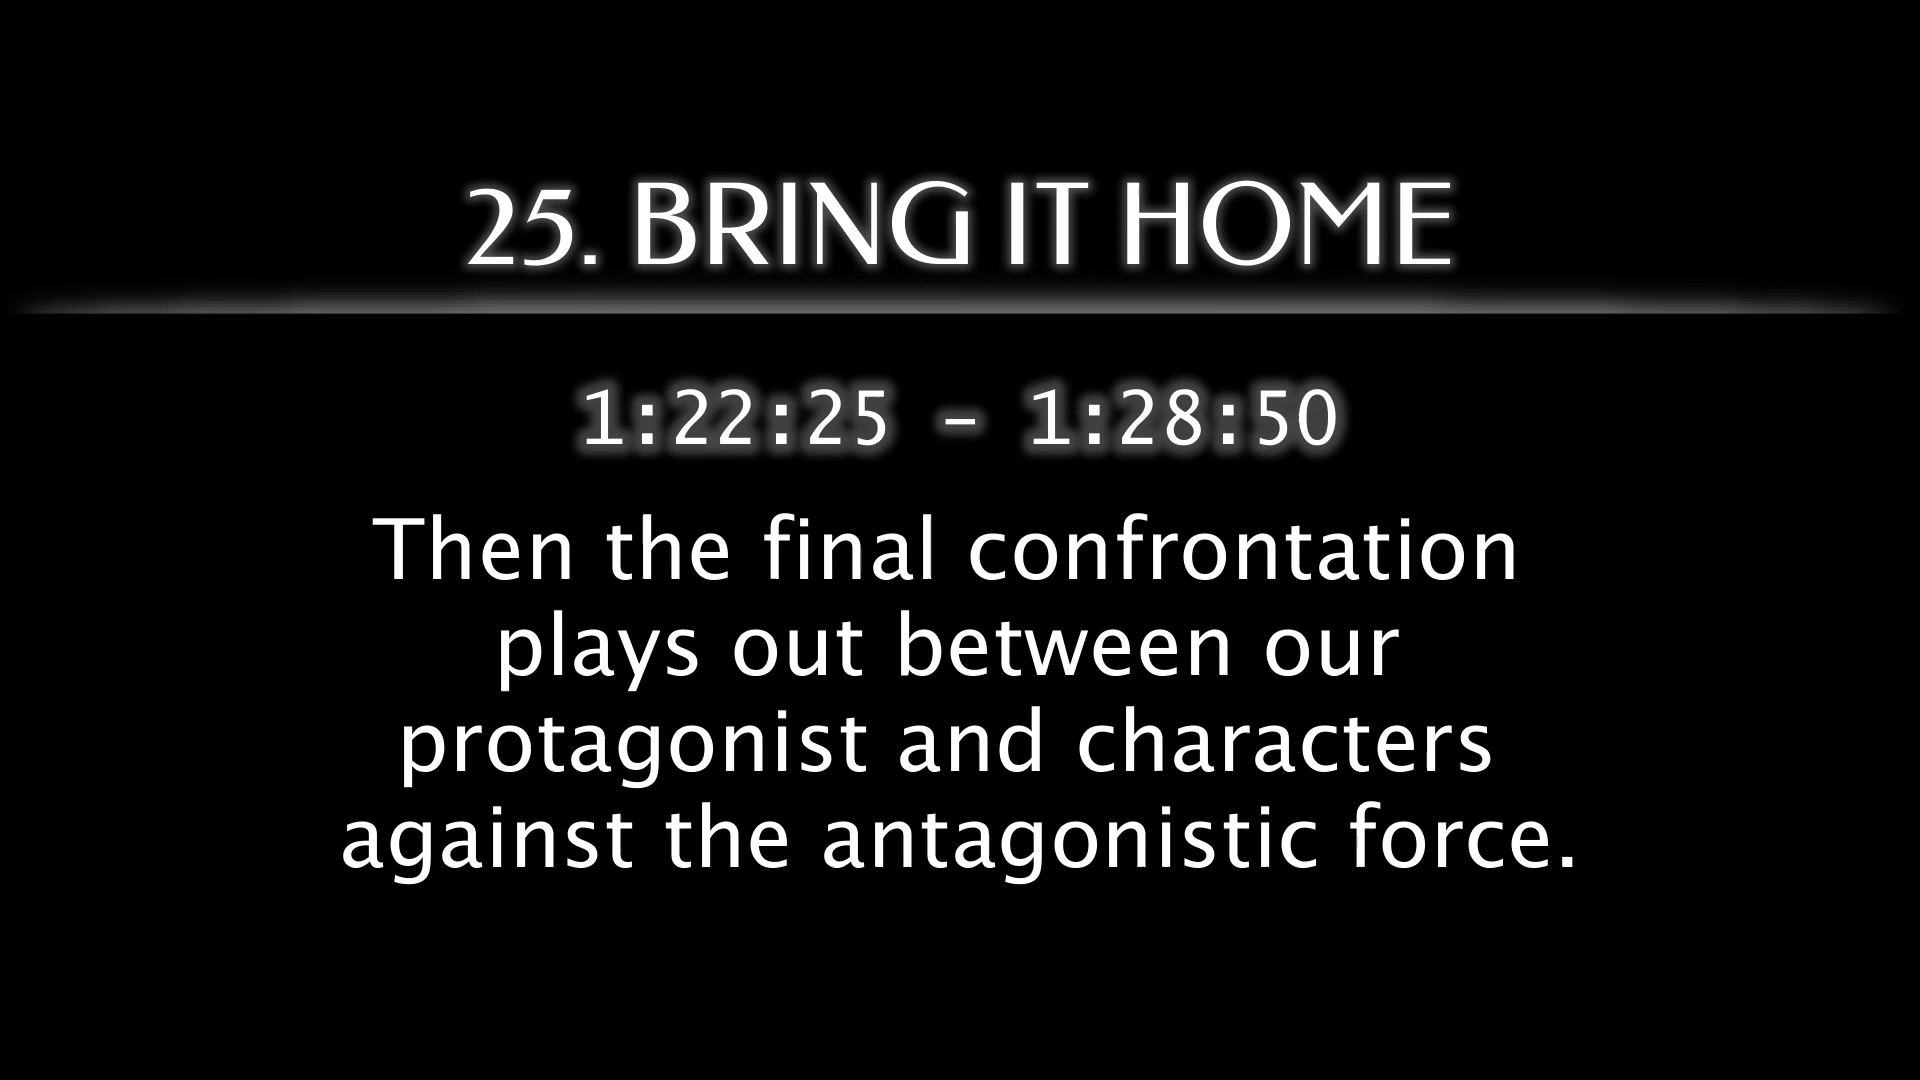 25. BRING IT HOME
1:22:25 - 1:28:50
Then the final confrontation
plays out between our
protagonist and characters
against the antagonistic force.